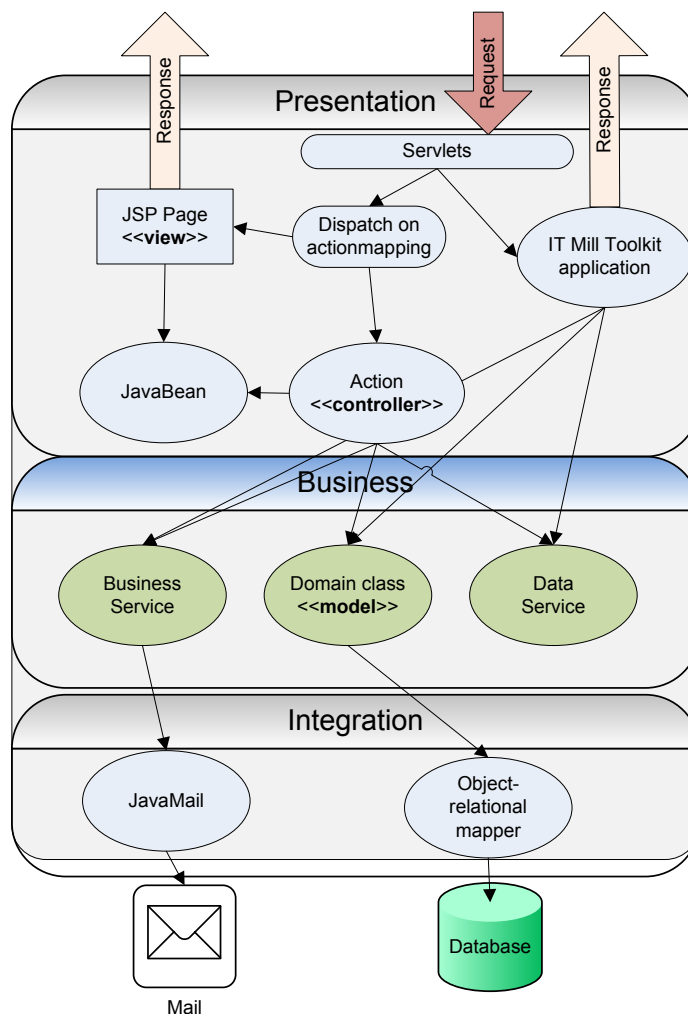 Response
Request
Response
Presentation
Servlets
JSP Page
<<view>>
Dispatch on
actionmapping
IT Mill Toolkit
application
JavaBean
Action
<<controller>>
Business
Business
Service
Domain class
<<model>>
Data
Service
Integration
JavaMail
Object-
relational
mapper
Database
Mail